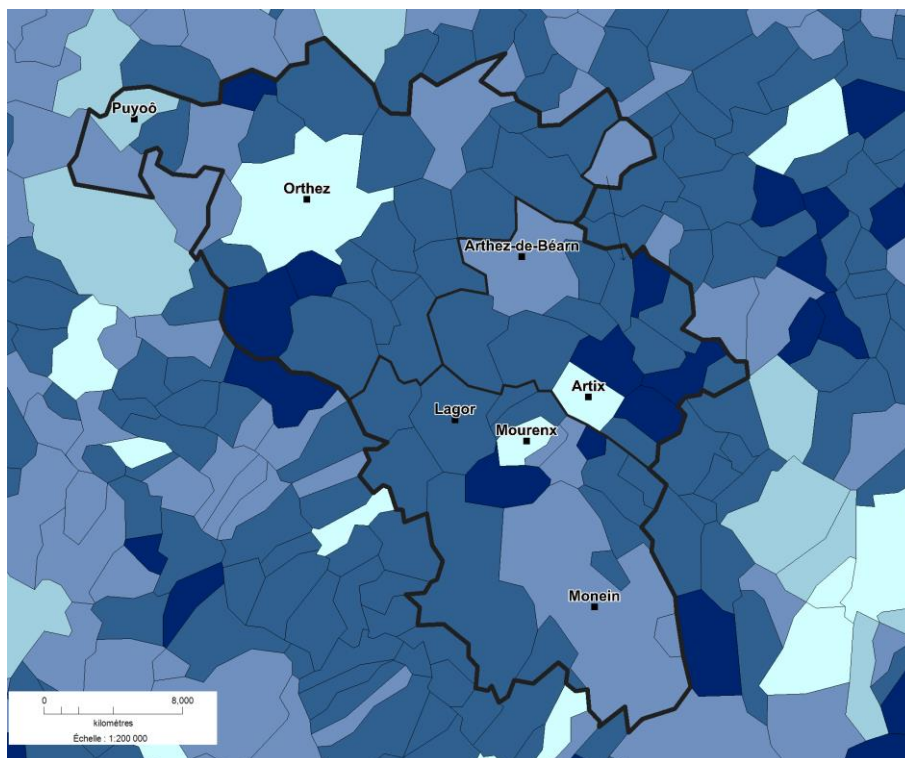 Puyoô
Orthez
Arthez-de-Béarn
Artix
Lagor
Mourenx
Monein
0 8,000
kilomètres
Échelle : 1:200 000